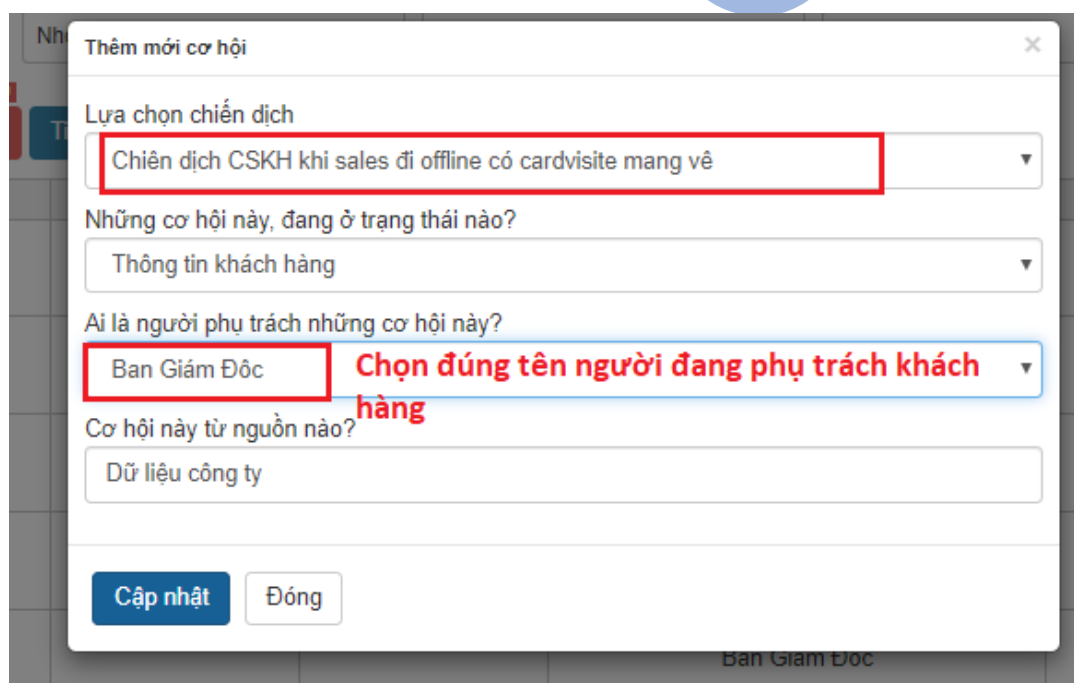 Thêm mới cơ hội
×
Lựa chọn chiến dịch
Chiên dịch CSKH khi sales đi offline có cardvisite mang vê
Những cơ hội này, đang ở trạng thái nào?
Thông tin khách hàng
Ai là người phụ trách những cơ hội này?
Ban Giám Đôc
Chọn đúng tên người đang phụ trách khách
hàng
Cơ hội này từ nguồn nào?
Dữ liệu công ty
Cập nhật
Đóng
Ban Giám Đốc